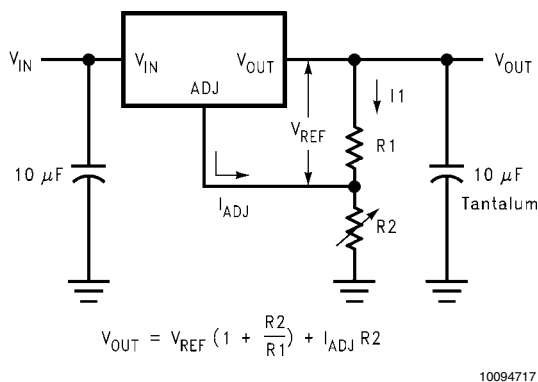 V_IN
V_IN
V_OUT
ADJ
V_OUT
I1
V_REF
R1
10 μF
I_ADJ
R2
10 μF
Tantalum
V_OUT = V_REF (1 + R2/R1) + I_ADJ R2
10094717